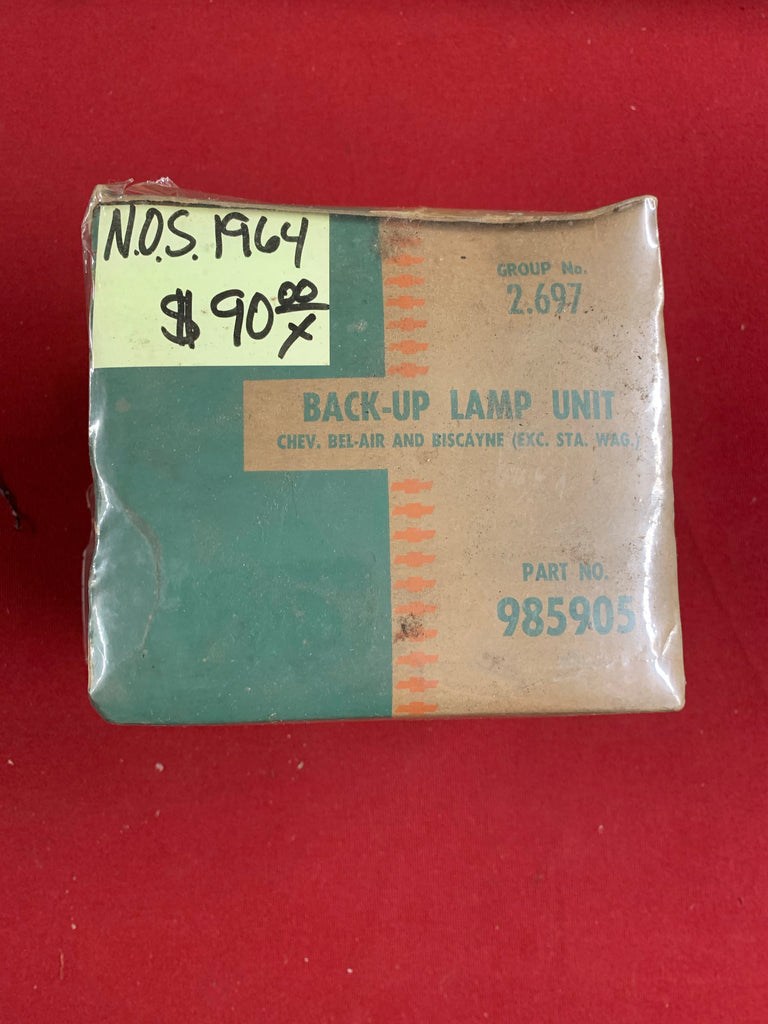 N.O.S. 1964
$90 00/x
GROUP No.
2.697
BACK-UP LAMP UNIT
CHEV. BEL-AIR AND BISCAYNE (EXC. STA. WAG.)
PART NO.
985905